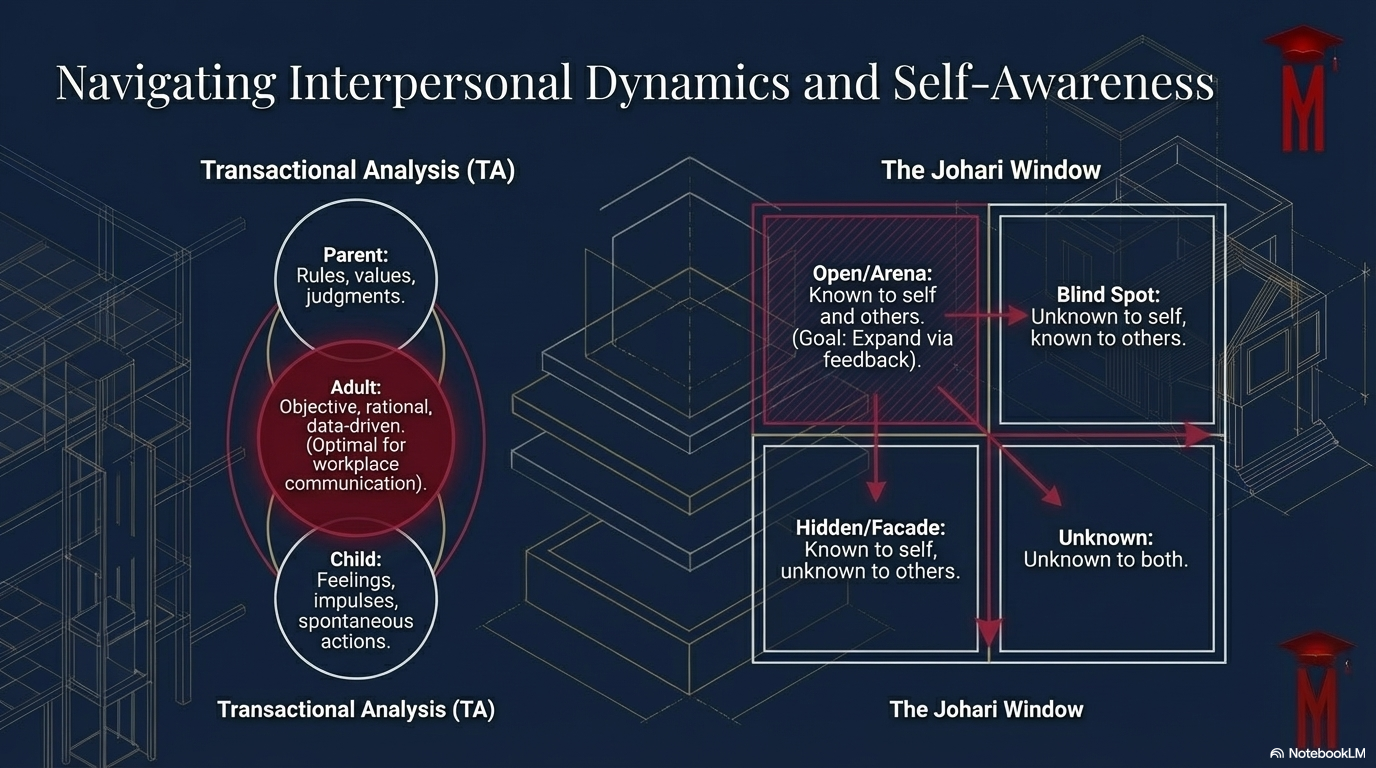 Navigating Interpersonal Dynamics and Self-Awareness
Transactional Analysis (TA)
Parent:
Rules, values,
judgments.
Adult:
Objective, rational,
data-driven.
(Optimal for
workplace
communication).
Child:
Feelings,
impulses,
spontaneous
actions.
Transactional Analysis (TA)
The Johari Window
Open/Arena:
Known to self
and others.
(Goal: Expand via
feedback).
Blind Spot:
Unknown to self,
known to others.
Hidden/Facade:
Known to self,
unknown to others.
Unknown:
Unknown to both.
The Johari Window
NotebookLM